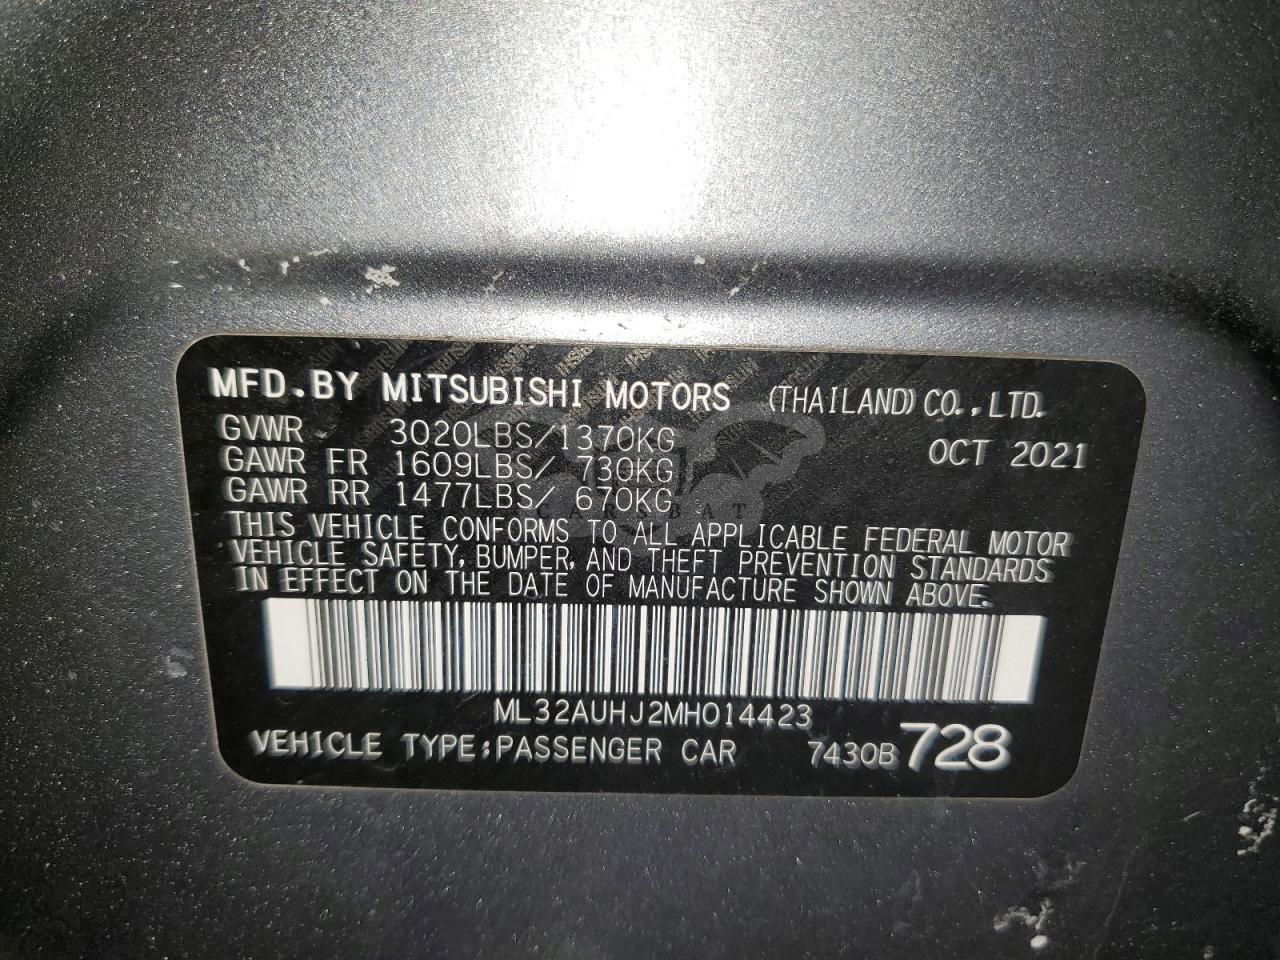 MFD.BY MITSUBISHI MOTORS (THAILAND) CO.,LTD.
GVWR 3020LBS/1370KG OCT 2021
GAWR FR 1609LBS/ 730KG
GAWR RR 1477LBS/ 670KG
CARSBAT
THIS VEHICLE CONFORMS TO ALL APPLICABLE FEDERAL MOTOR
VEHICLE SAFETY, BUMPER, AND THEFT PREVENTION STANDARDS
IN EFFECT ON THE DATE OF MANUFACTURE SHOWN ABOVE.
ML32AUHJ2MH014423
VEHICLE TYPE:PASSENGER CAR 7430B 728